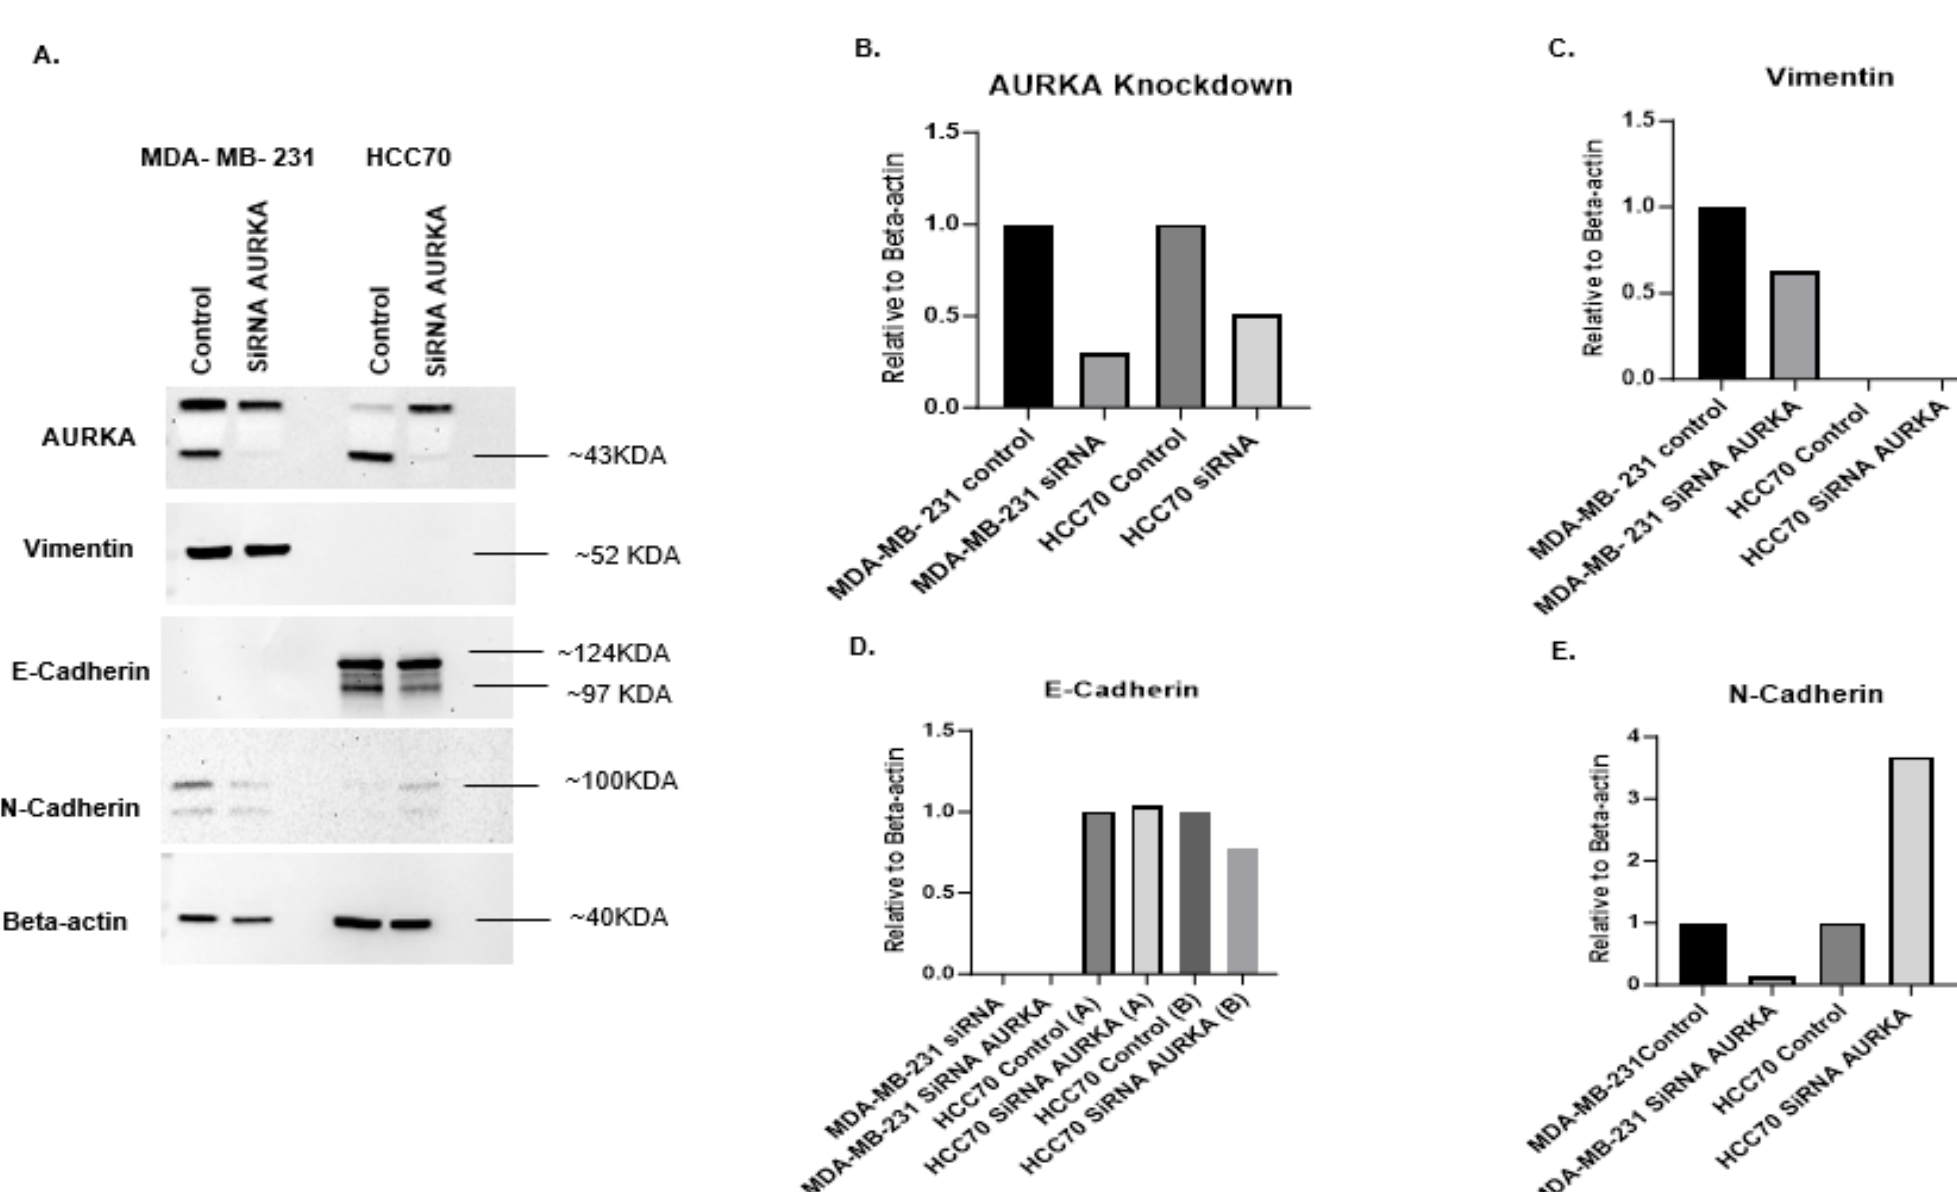 A.
MDA- MB- 231 HCC70
Control
SiRNA AURKA
Control
SiRNA AURKA
AURKA
~43KDA
Vimentin
~52 KDA
E-Cadherin
~124KDA
~97 KDA
N-Cadherin
~100KDA
Beta-actin
~40KDA
B.
AURKA Knockdown
Relative to Beta-actin
1.5
1.0
0.5
0.0
MDA-MB- 231 control
MDA-MB-231 siRNA
HCC70 Control
HCC70 siRNA
C.
Vimentin
Relative to Beta-actin
1.5
1.0
0.5
0.0
MDA-MB- 231 control
MDA-MB- 231 SiRNA AURKA
HCC70 Control
HCC70 SiRNA AURKA
D.
E-Cadherin
Relative to Beta-actin
1.5
1.0
0.5
0.0
MDA-MB-231 siRNA
MDA-MB-231 SiRNA AURKA
HCC70 Control (A)
HCC70 SiRNA AURKA (A)
HCC70 Control (B)
HCC70 SiRNA AURKA (B)
E.
N-Cadherin
Relative to Beta-actin
4
3
2
1
0
MDA-MB-231Control
MDA-MB-231 SiRNA AURKA
HCC70 Control
HCC70 SiRNA AURKA